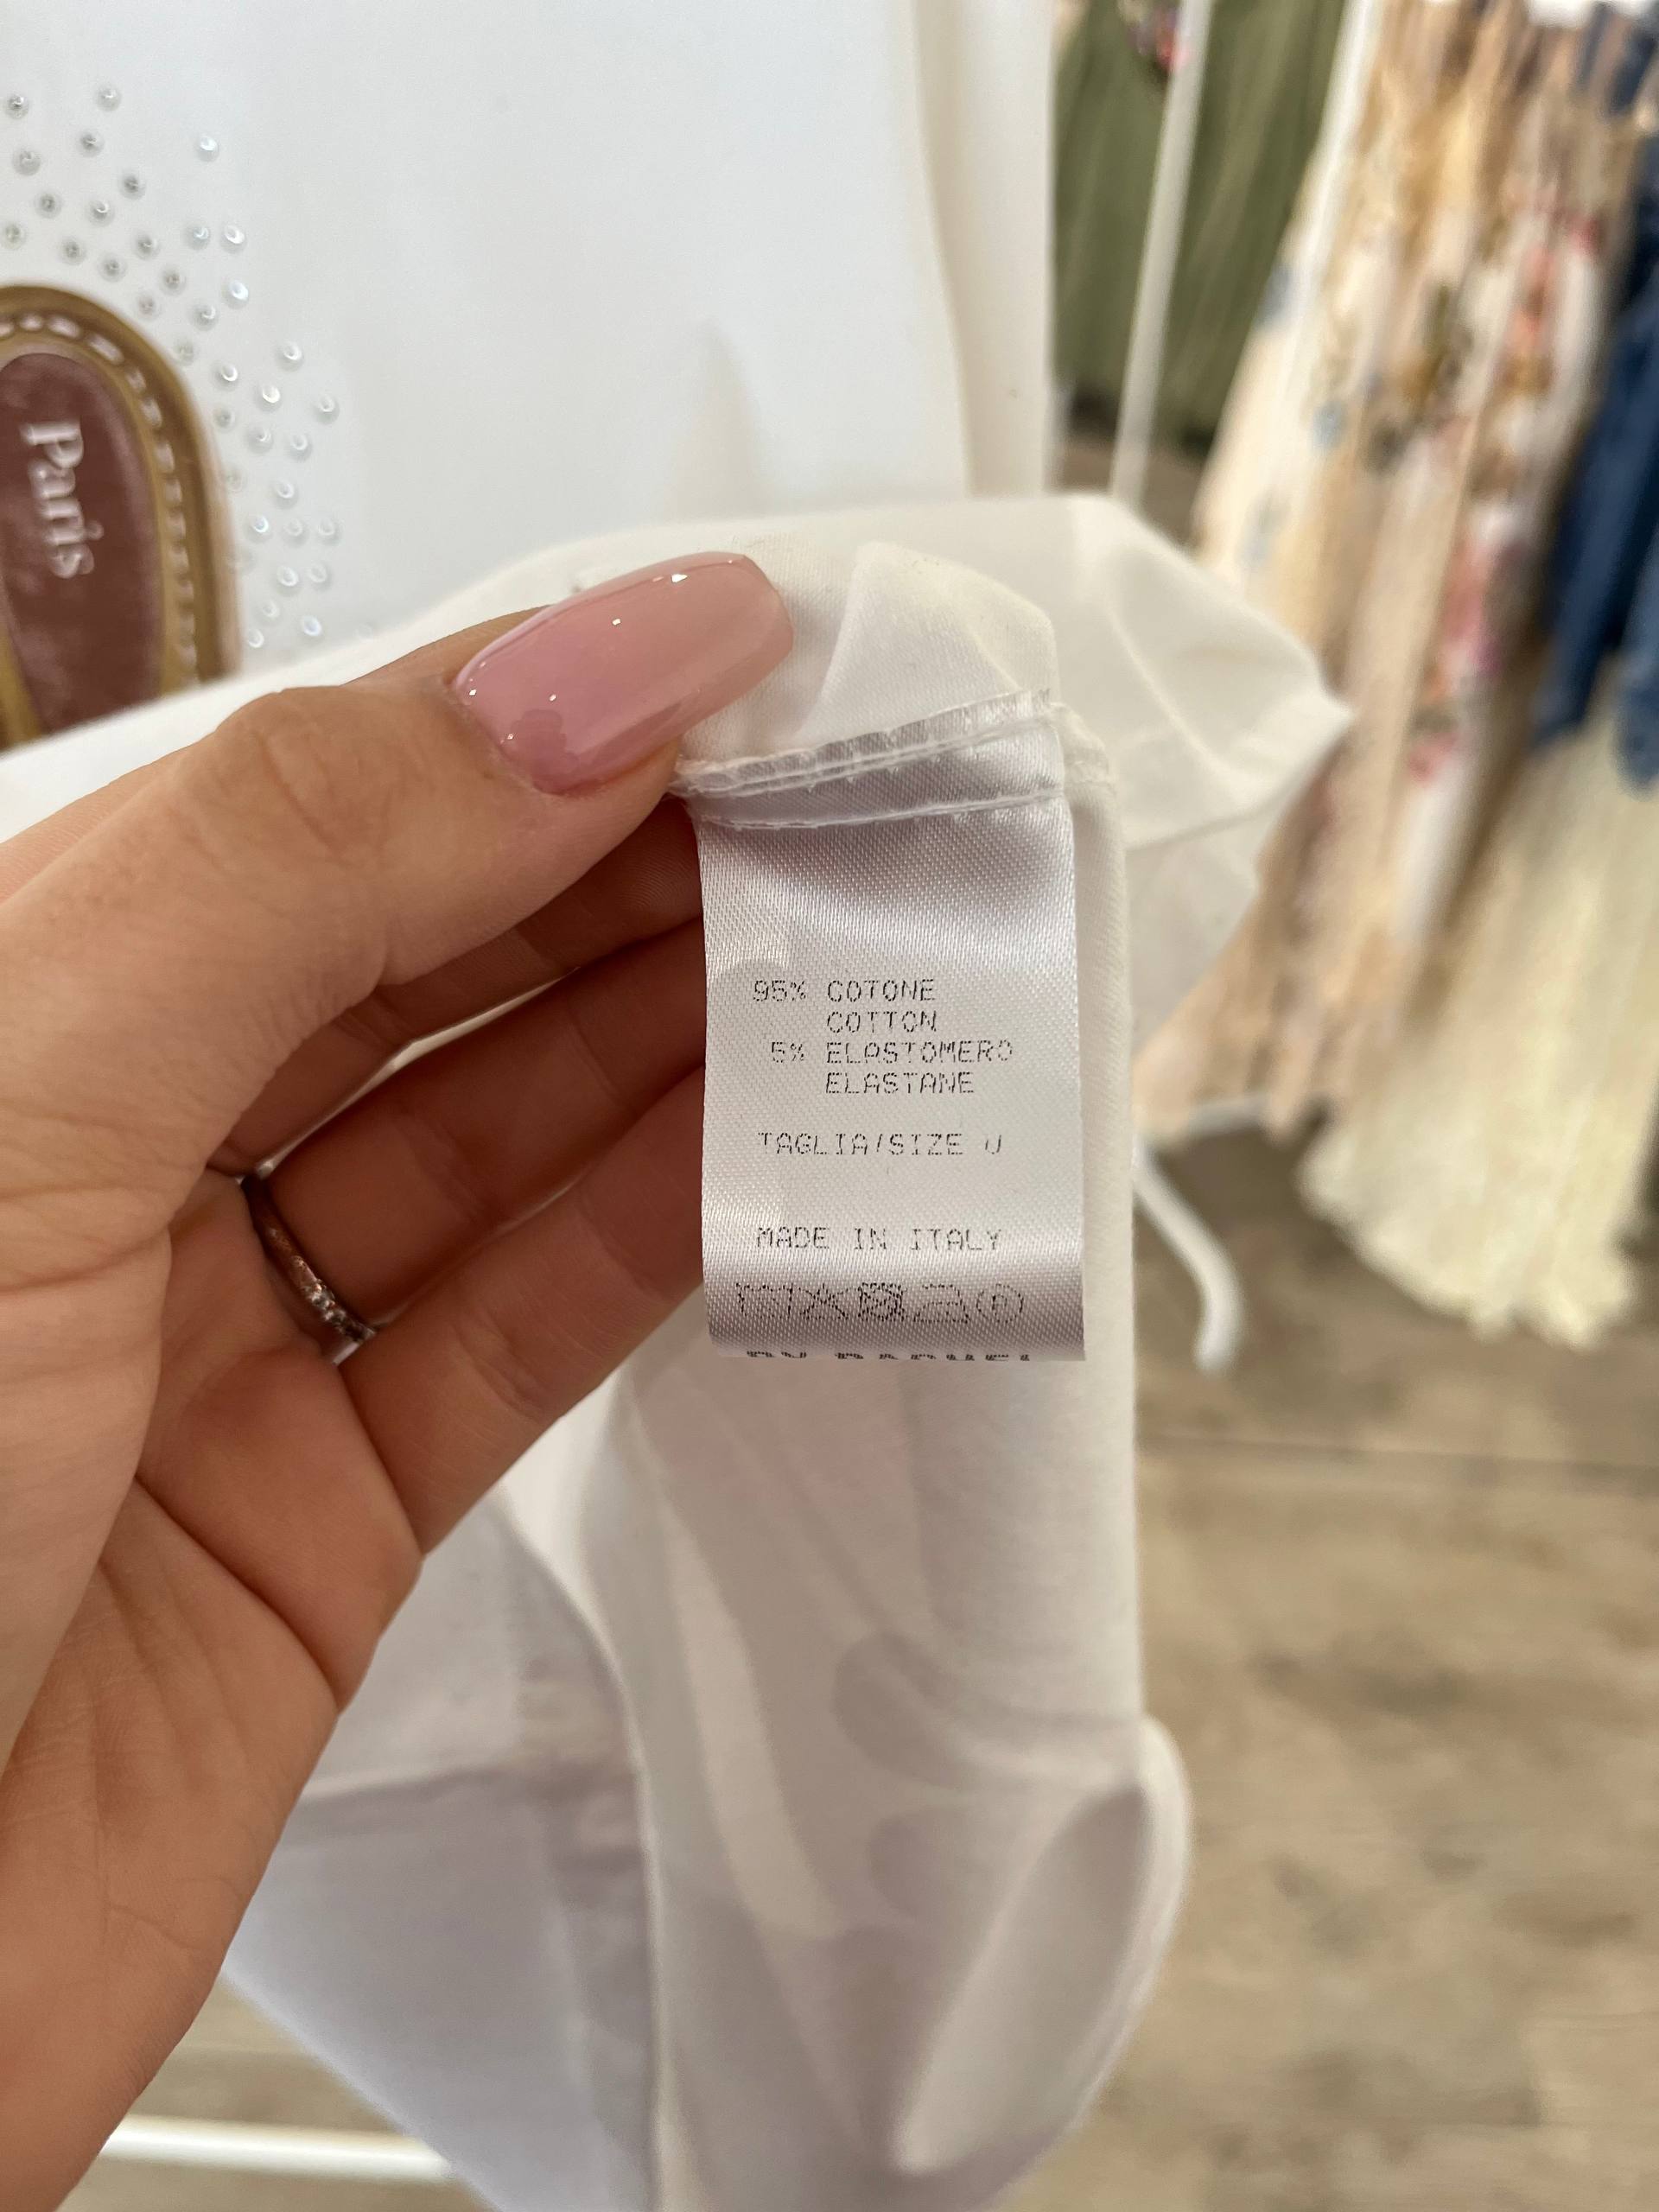 Paris
95% COTONE
COTTON
5% ELASTOMERO
ELASTANE
TAGLIA/SIZE U
MADE IN ITALY